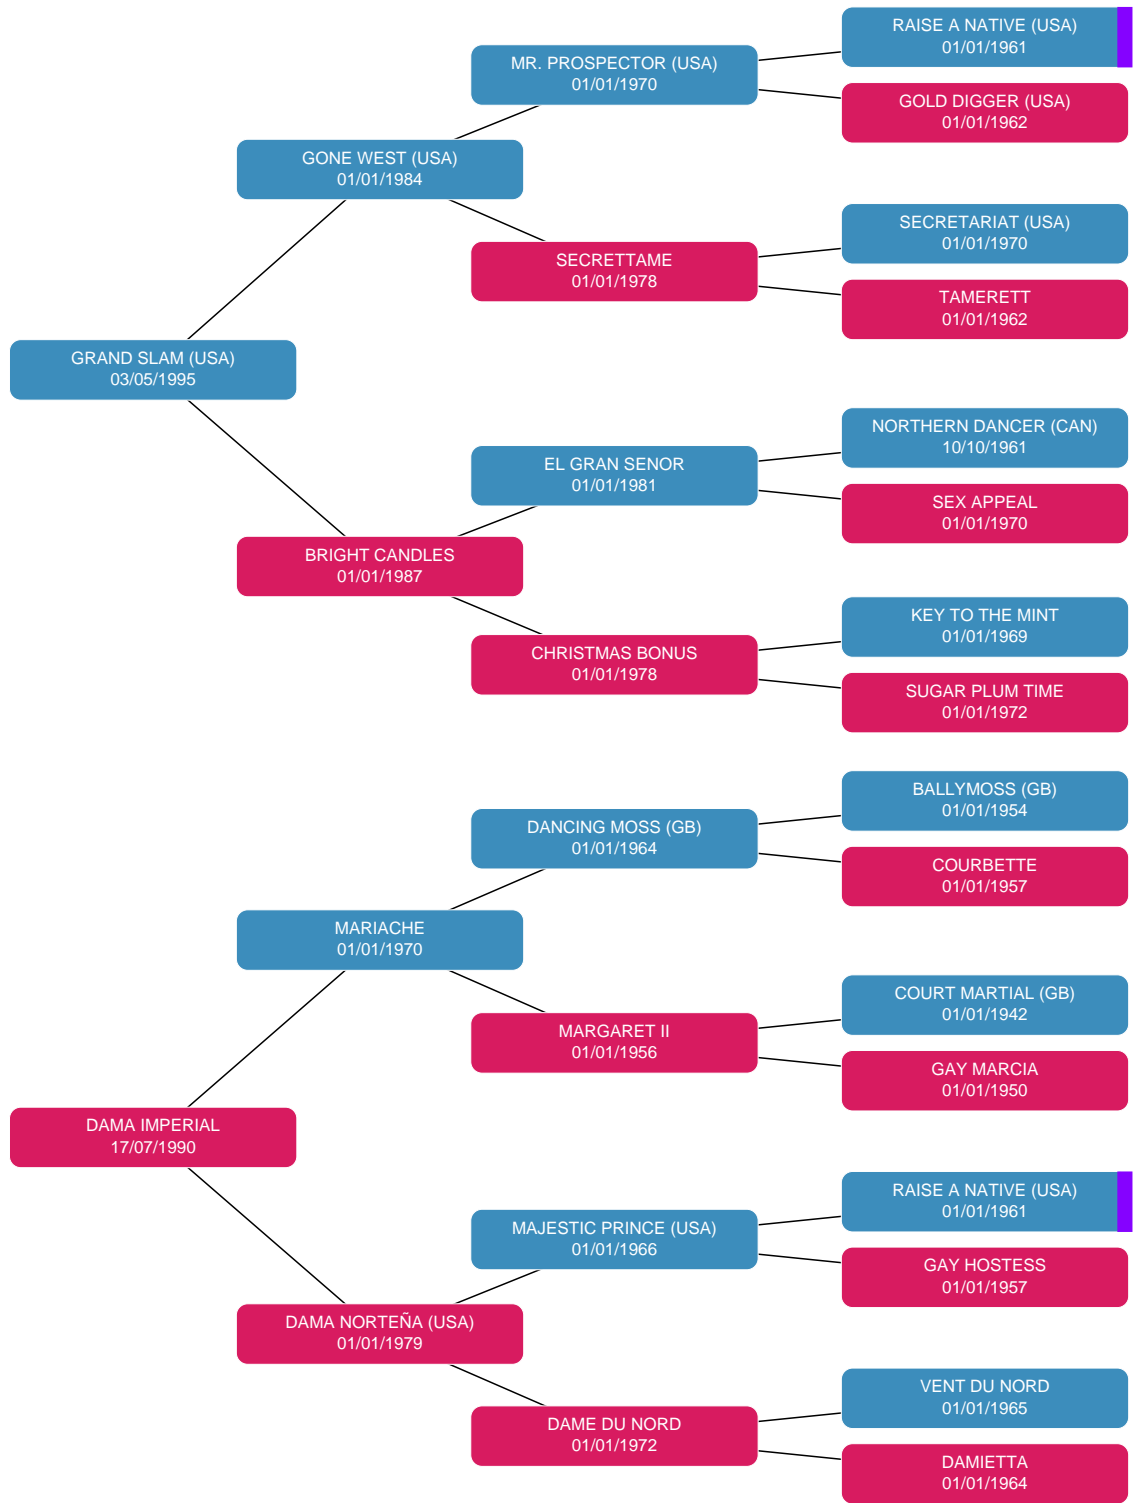 RAISE A NATIVE (USA)
01/01/1961
MR. PROSPECTOR (USA)
01/01/1970
GOLD DIGGER (USA)
01/01/1962
GONE WEST (USA)
01/01/1984
SECRETARIAT (USA)
01/01/1970
SECRETTAME
01/01/1978
TAMERETT
01/01/1962
GRAND SLAM (USA)
03/05/1995
NORTHERN DANCER (CAN)
10/10/1961
EL GRAN SENOR
01/01/1981
SEX APPEAL
01/01/1970
BRIGHT CANDLES
01/01/1987
KEY TO THE MINT
01/01/1969
CHRISTMAS BONUS
01/01/1978
SUGAR PLUM TIME
01/01/1972
BALLYMOSS (GB)
01/01/1954
DANCING MOSS (GB)
01/01/1964
COURBETTE
01/01/1957
MARIACHE
01/01/1970
COURT MARTIAL (GB)
01/01/1942
MARGARET II
01/01/1956
GAY MARCIA
01/01/1950
DAMA IMPERIAL
17/07/1990
RAISE A NATIVE (USA)
01/01/1961
MAJESTIC PRINCE (USA)
01/01/1966
GAY HOSTESS
01/01/1957
DAMA NORTEÑA (USA)
01/01/1979
VENT DU NORD
01/01/1965
DAME DU NORD
01/01/1972
DAMIETTA
01/01/1964